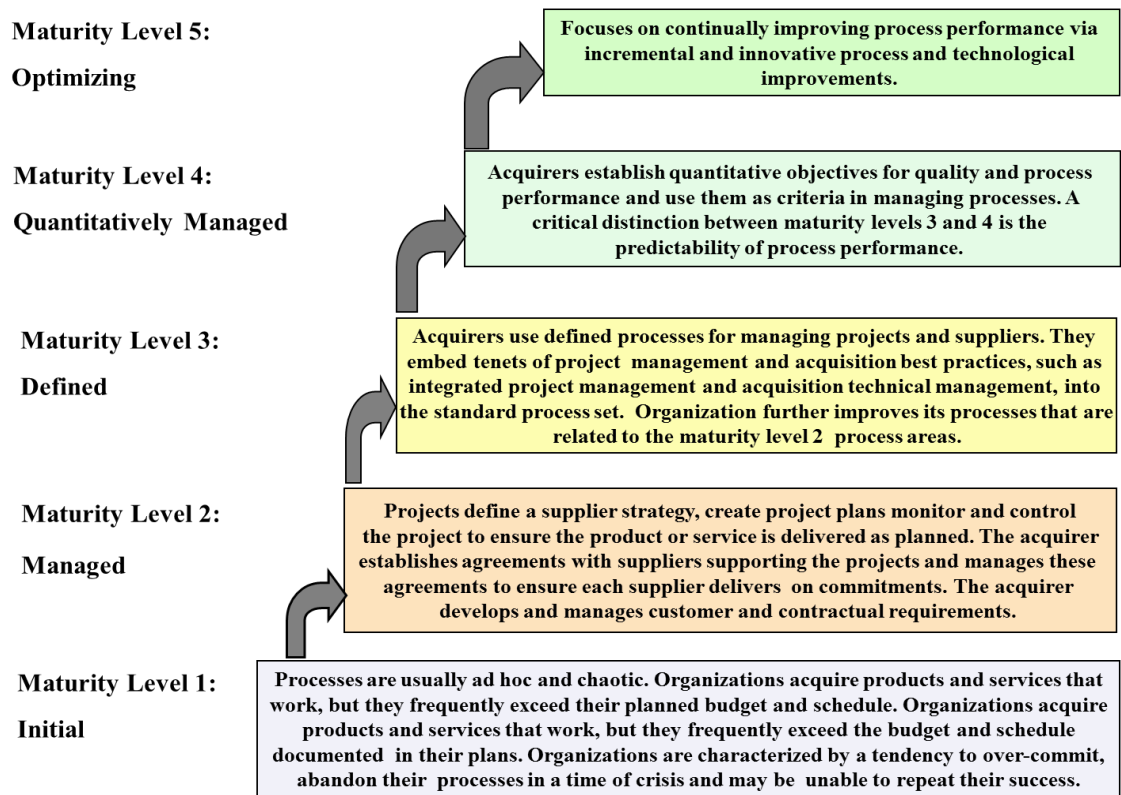 Maturity Level 5:
Optimizing
Focuses on continually improving process performance via
incremental and innovative process and technological
improvements.
Maturity Level 4:
Quantitatively Managed
Acquirers establish quantitative objectives for quality and process
performance and use them as criteria in managing processes. A
critical distinction between maturity levels 3 and 4 is the
predictability of process performance.
Maturity Level 3:
Defined
Acquirers use defined processes for managing projects and suppliers. They
embed tenets of project management and acquisition best practices, such as
integrated project management and acquisition technical management, into
the standard process set. Organization further improves its processes that are
related to the maturity level 2 process areas.
Maturity Level 2:
Managed
Projects define a supplier strategy, create project plans monitor and control
the project to ensure the product or service is delivered as planned. The acquirer
establishes agreements with suppliers supporting the projects and manages these
agreements to ensure each supplier delivers on commitments. The acquirer
develops and manages customer and contractual requirements.
Maturity Level 1:
Initial
Processes are usually ad hoc and chaotic. Organizations acquire products and services that
work, but they frequently exceed their planned budget and schedule. Organizations acquire
products and services that work, but they frequently exceed the budget and schedule
documented in their plans. Organizations are characterized by a tendency to over-commit,
abandon their processes in a time of crisis and may be unable to repeat their success.